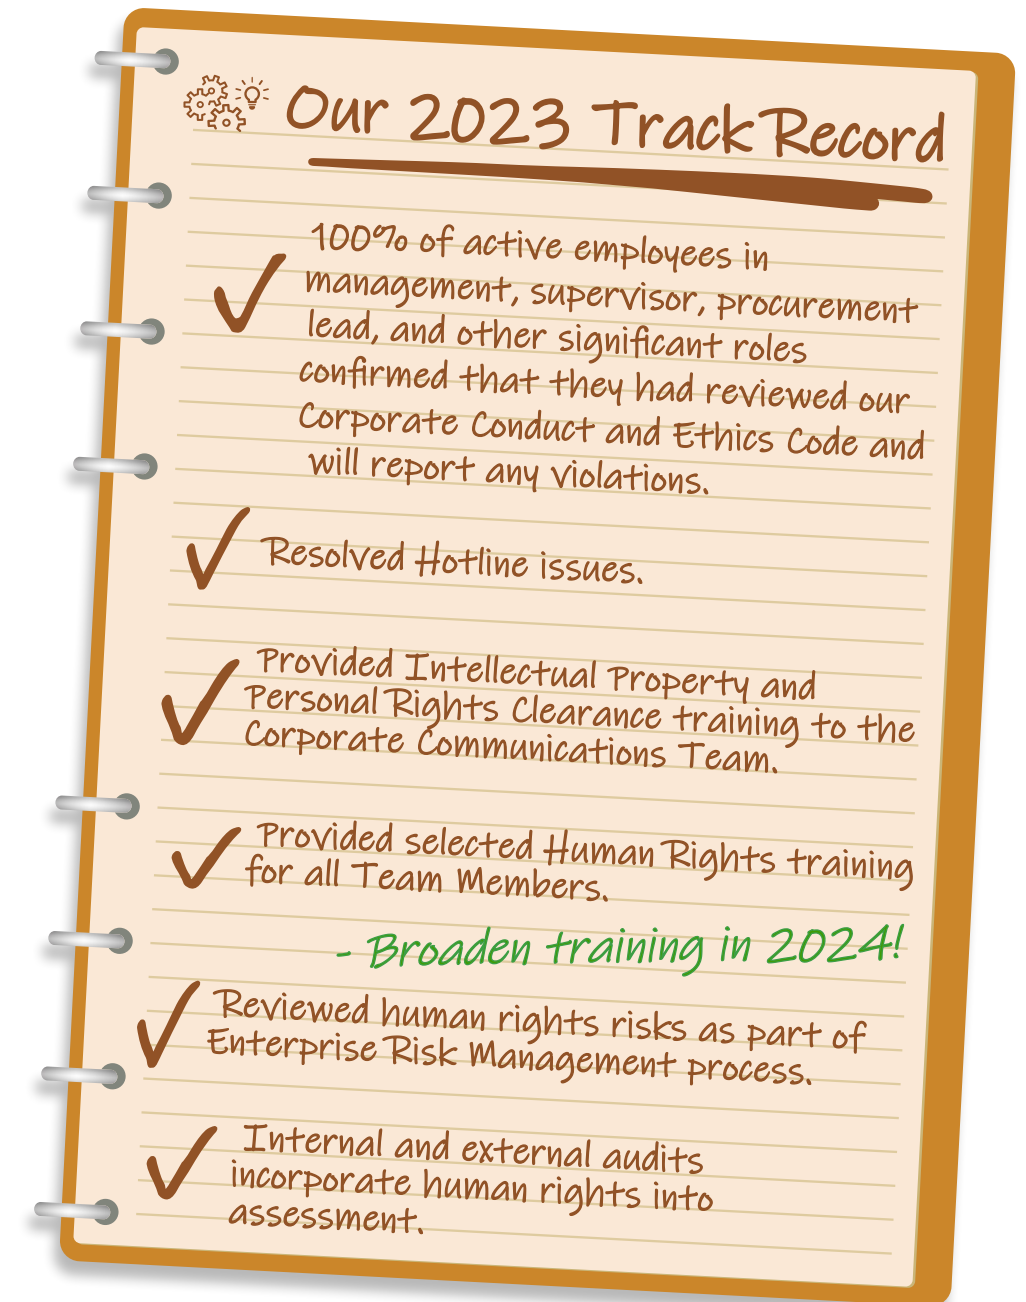 Our 2023 Track Record
100% of active employees in
management, supervisor, procurement
lead, and other significant roles
confirmed that they had reviewed our
Corporate Conduct and Ethics Code and
will report any violations.
Resolved Hotline issues.
Provided Intellectual Property and
Personal Rights Clearance training to the
Corporate Communications Team.
Provided selected Human Rights training
for all Team Members.
- Broaden training in 2024!
Reviewed human rights risks as part of
Enterprise Risk Management process.
Internal and external audits
incorporate human rights into
assessment.